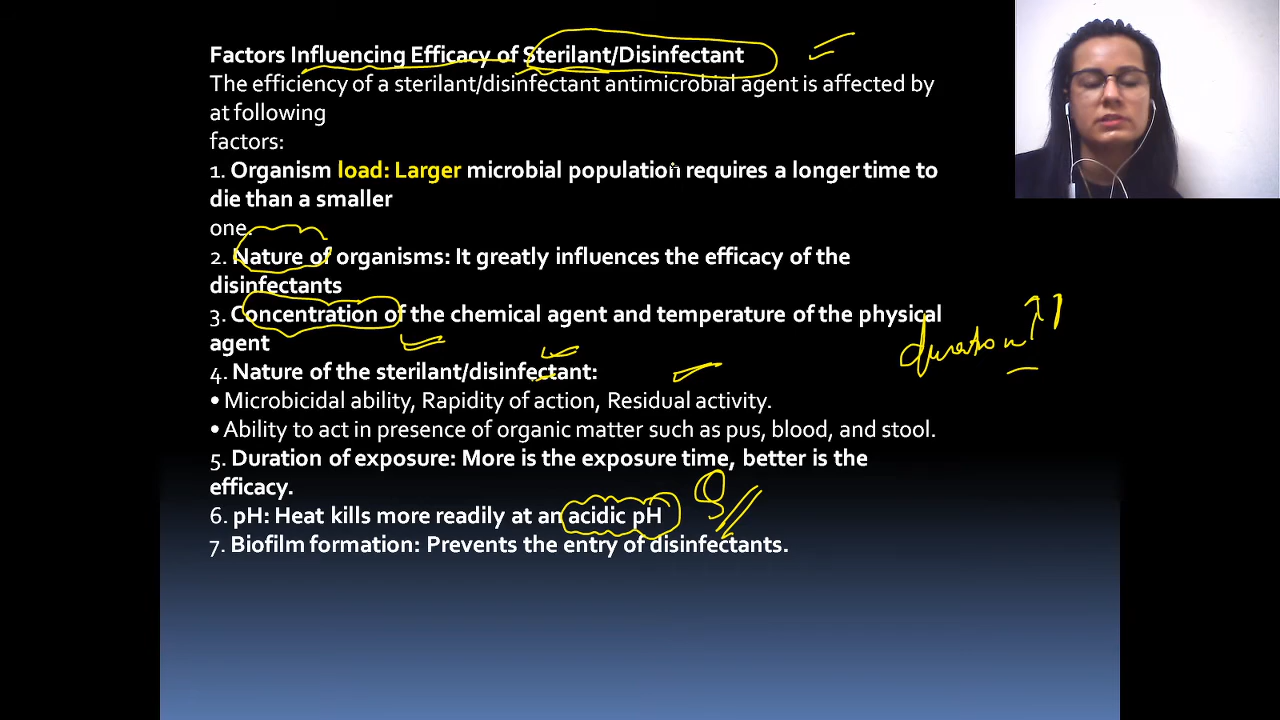 Factors Influencing Efficacy of Sterilant/Disinfectant
The efficiency of a sterilant/disinfectant antimicrobial agent is affected by
at following
factors:
1. Organism load: Larger microbial population requires a longer time to
die than a smaller
one.
2. Nature of organisms: It greatly influences the efficacy of the
disinfectants
3. Concentration of the chemical agent and temperature of the physical
agent
duration
4. Nature of the sterilant/disinfectant:
• Microbicidal ability, Rapidity of action, Residual activity.
• Ability to act in presence of organic matter such as pus, blood, and stool.
5. Duration of exposure: More is the exposure time, better is the
efficacy.
6. pH: Heat kills more readily at an acidic pH
7. Biofilm formation: Prevents the entry of disinfectants.